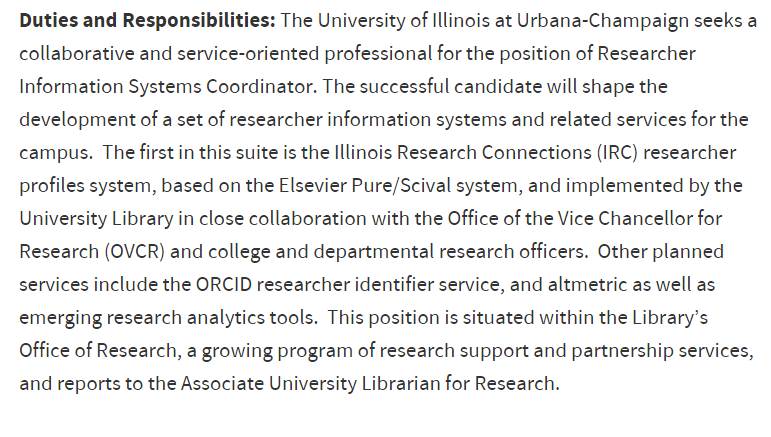 Duties and Responsibilities: The University of Illinois at Urbana-Champaign seeks a
collaborative and service-oriented professional for the position of Researcher
Information Systems Coordinator. The successful candidate will shape the
development of a set of researcher information systems and related services for the
campus.  The first in this suite is the Illinois Research Connections (IRC) researcher
profiles system, based on the Elsevier Pure/Scival system, and implemented by the
University Library in close collaboration with the Office of the Vice Chancellor for
Research (OVCR) and college and departmental research officers.  Other planned
services include the ORCID researcher identifier service, and altmetric as well as
emerging research analytics tools.  This position is situated within the Library’s
Office of Research, a growing program of research support and partnership services,
and reports to the Associate University Librarian for Research.